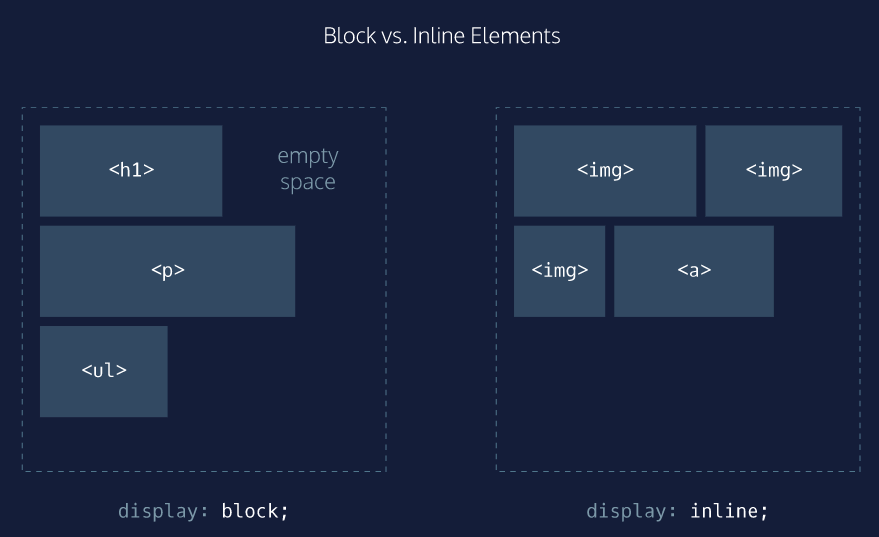 Block vs. Inline Elements
<h1>
empty
space
<p>
<ul>
display: block;
<img>
<img>
<img>
<a>
display: inline;